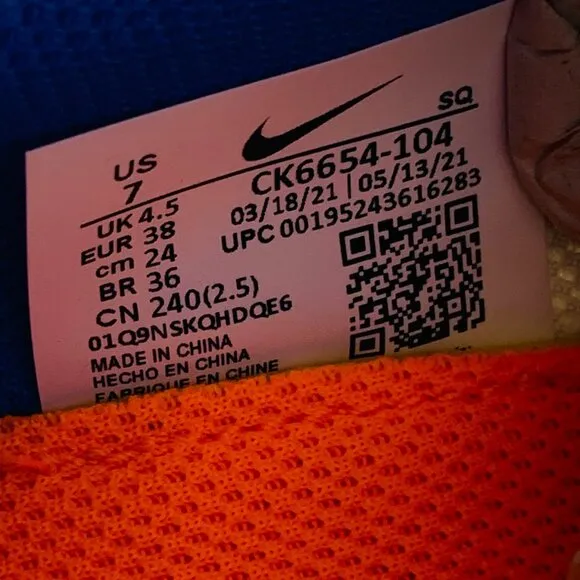 SQ
US
7
UK 4.5
EUR 38
cm 24
BR 36
CN 240(2.5)
CK6654-104
03/18/21 | 05/13/21
UPC 00195243616283
01Q9NSKQHDQE6
MADE IN CHINA
HECHO EN CHINA
FABRIQUE EN CHINE